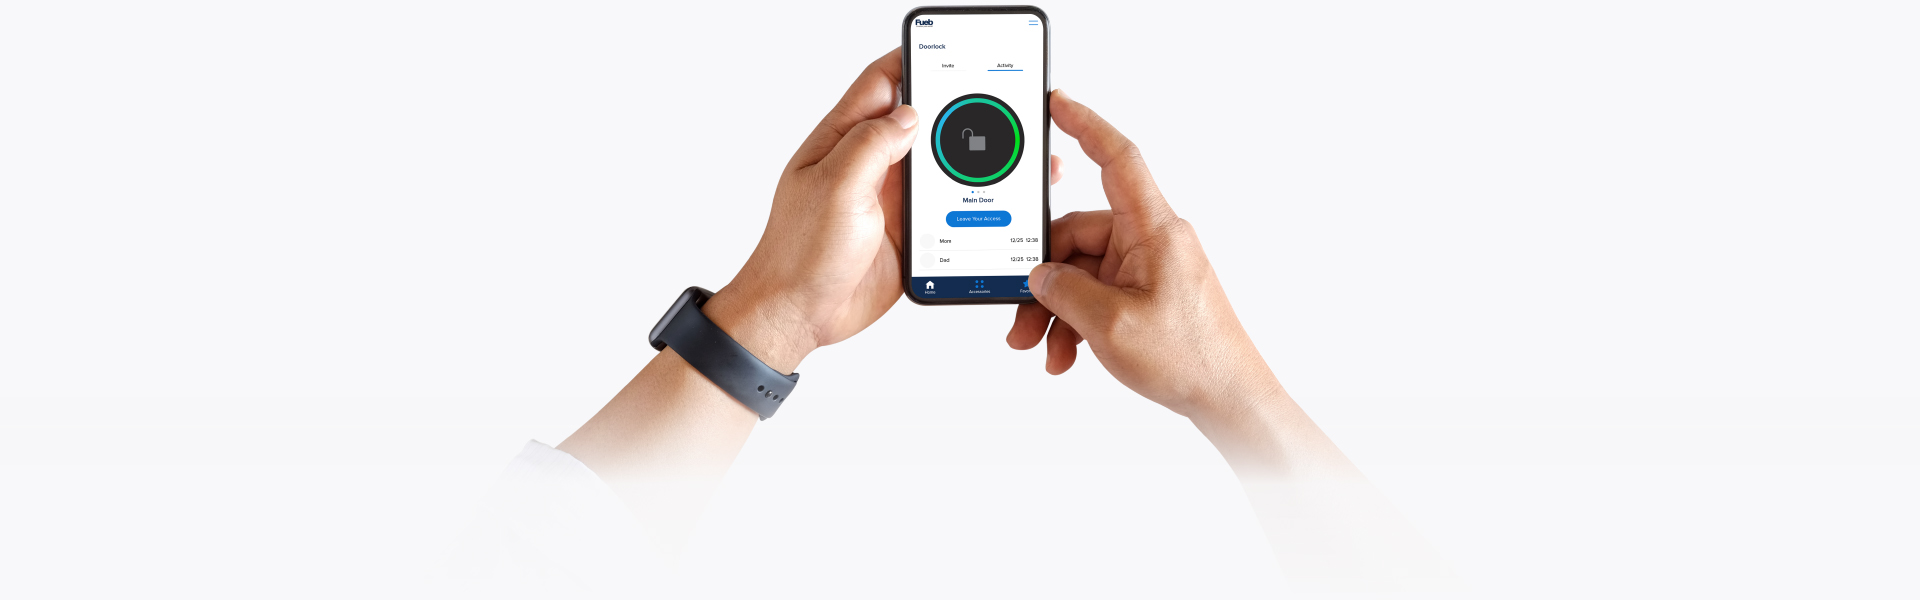 Fueb
Doorlock
Invite Activity
Main Door
Leave Your Access
Mom 12/25 12:38
Dad 12/25 12:38
Home Accessories